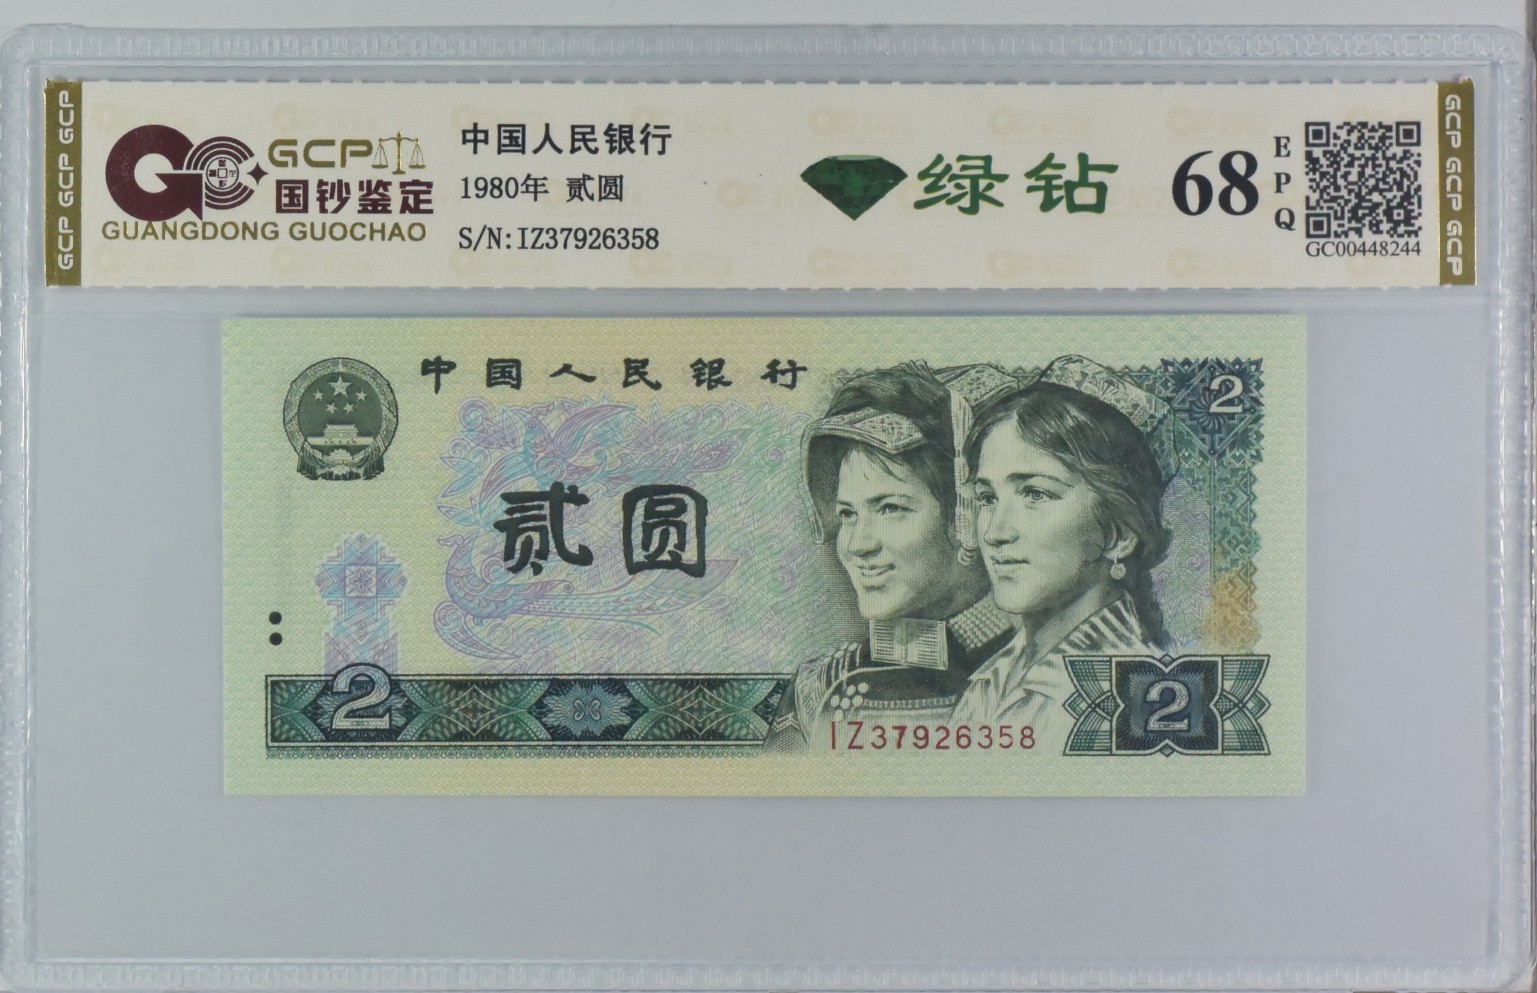 GCP
国钞鉴定
GUANGDONG GUOCHAO
中国人民银行
1980年 贰圆
S/N:IZ37926358
绿钻
68
EPQ
GC00448244
GCP GCP GCP
GCP GCP GCP GCP
中国人民银行
2
贰圆
2
2
IZ37926358